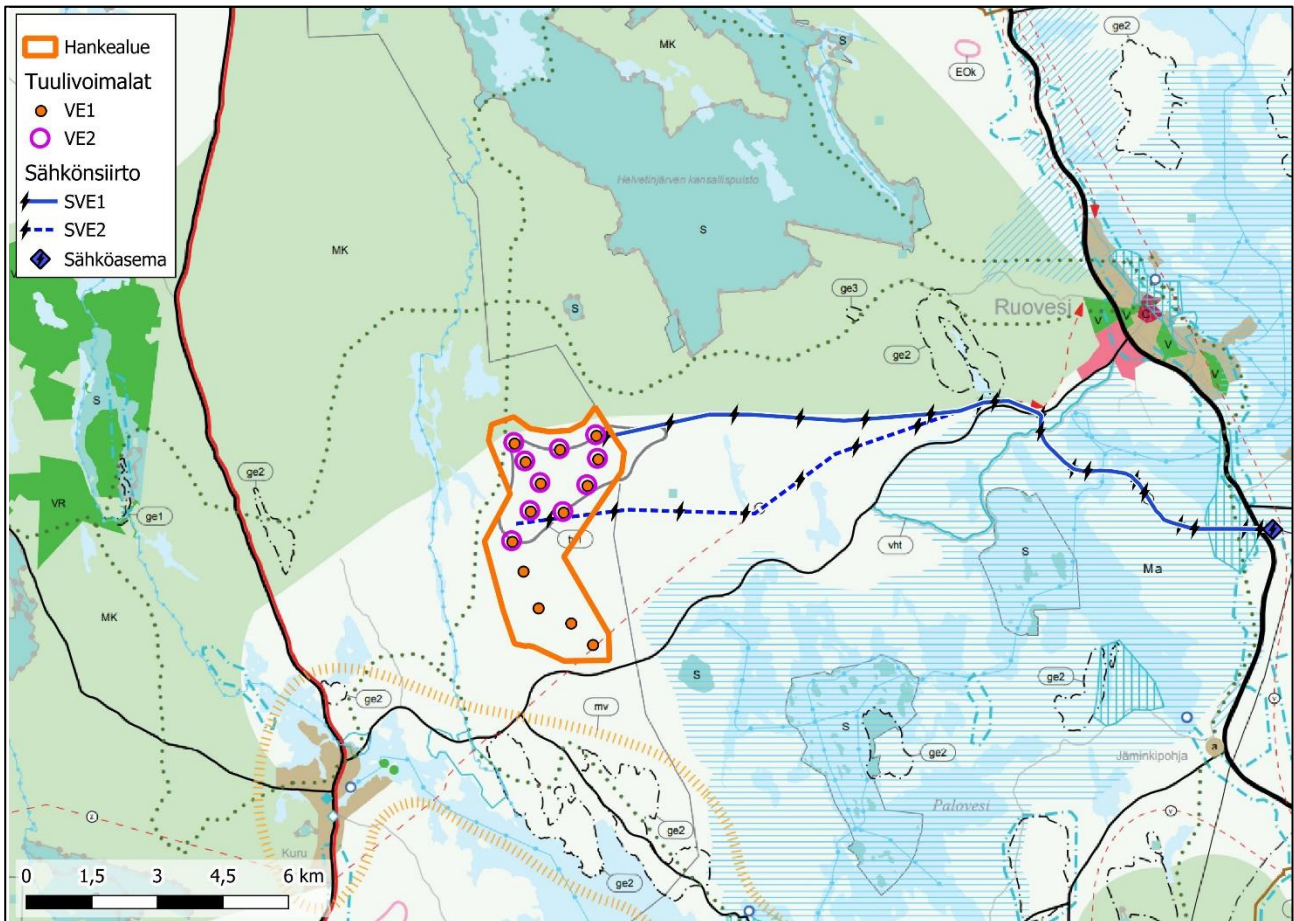 Hankealue
Tuulivoimalat
VE1
VE2
Sähkönsiirto
SVE1
SVE2
Sähköasema
MK
S
EOk
ge2
Helvetinjärven kansallispuisto
S
MK
S
ge3
Ruovesi
V
V
C
V
V
ge2
S
VR
ge1
ge2
MK
vht
S
Ma
S
ge2
mv
ge2
S
ge2
Jäminkipohja
a
Palovesi
ge2
Kuru
ge2
v
v
z
0
1,5
3
4,5
6 km